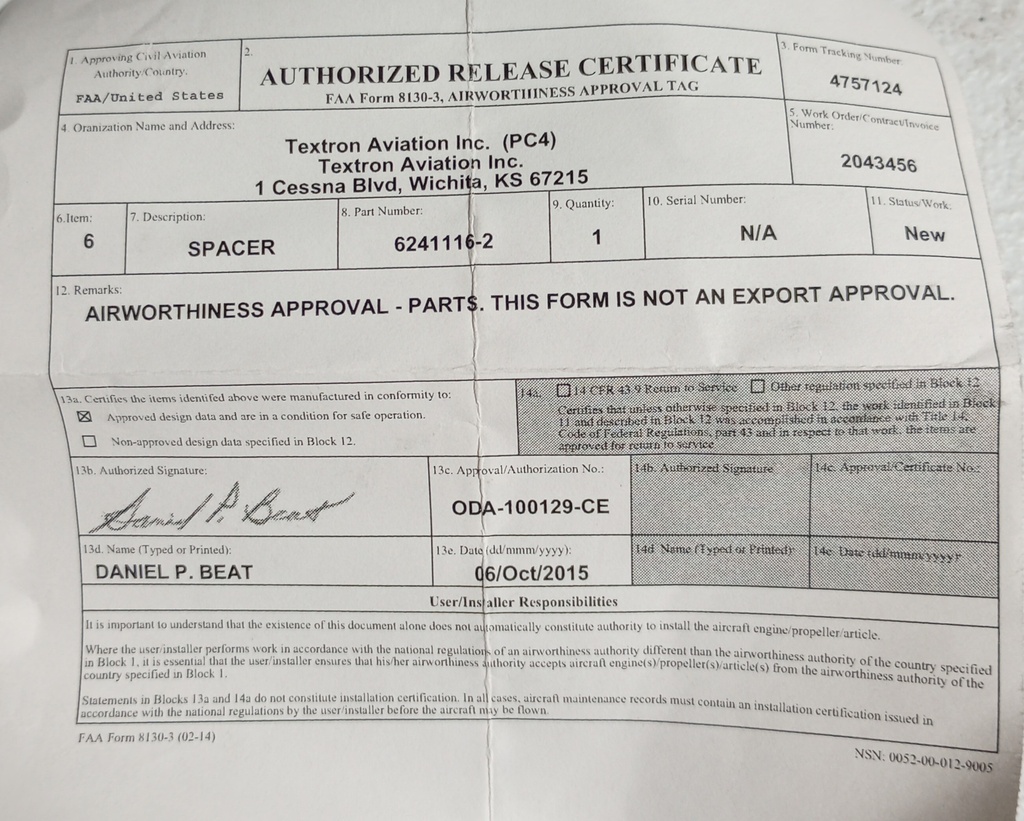 1. Approving Civil Aviation
Authority/Country.
FAA/United States
2.
AUTHORIZED RELEASE CERTIFICATE
FAA Form 8130-3, AIRWORTHINESS APPROVAL TAG
3. Form Tracking Number:
4757124
4 Oranization Name and Address:
Textron Aviation Inc. (PC4)
Textron Aviation Inc.
1 Cessna Blvd, Wichita, KS 67215
5. Work Order/Contract/Invoice
Number:
2043456
6.Item:
6
7. Description:
SPACER
8. Part Number:
6241116-2
9. Quantity:
1
10. Serial Number:
N/A
11. Status/Work.
New
12. Remarks:
AIRWORTHINESS APPROVAL - PARTS. THIS FORM IS NOT AN EXPORT APPROVAL.
13a. Certifies the items identifed above were manufactured in conformity to:
Approved design data and are in a condition for safe operation.
Non-approved design data specified in Block 12.
14a. 14 CFR 43 9 Return to Service Other regulation specified in Block 12
Certifies that unless otherwise specified in Block 12, the work identified in Block
11 and described in Block 12 was accomplished in accordance with Title 14,
Code of Federal Regulations, part 43 and in respect to that work, the items are
approved for return to service
13b. Authorized Signature:
Daniel P. Beat
13c. Approval/Authorization No.:
ODA-100129-CE
14b. Authorized Signature
14c. Approval/Certificate No.:
13d. Name (Typed or Printed):
DANIEL P. BEAT
13e. Date (dd/mmm/yyyy):
06/Oct/2015
14d Name (Typed or Printed)
14e Date (dd/mmm/yyyy)
User/Installer Responsibilities
It is important to understand that the existence of this document alone does not automatically constitute authority to install the aircraft engine/propeller/article.
Where the user/installer performs work in accordance with the national regulations of an airworthiness authority different than the airworthiness authority of the country specified
in Block 1, it is essential that the user/installer ensures that his/her airworthiness authority accepts aircraft engine(s)/propeller(s)/article(s) from the airworthiness authority of the
country specified in Block 1.
Statements in Blocks 13a and 14a do not constitute installation certification. In all cases, aircraft maintenance records must contain an installation certification issued in
accordance with the national regulations by the user/installer before the aircraft may be flown.
FAA Form 8130-3 (02-14)
NSN: 0052-00-012-9005